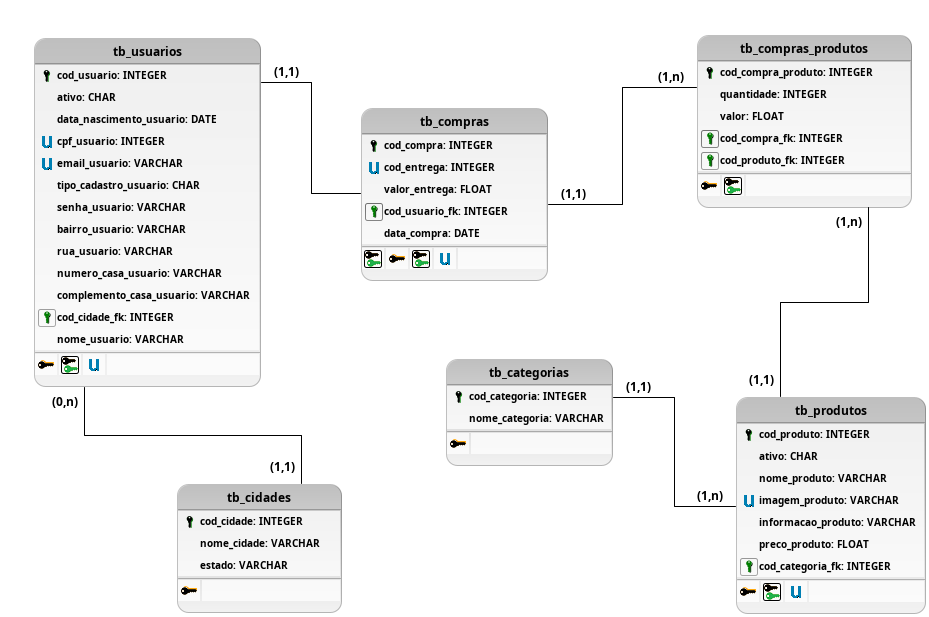 tb_usuarios
cod_usuario: INTEGER
ativo: CHAR
data_nascimento_usuario: DATE
U cpf_usuario: INTEGER
U email_usuario: VARCHAR
tipo_cadastro_usuario: CHAR
senha_usuario: VARCHAR
bairro_usuario: VARCHAR
rua_usuario: VARCHAR
numero_casa_usuario: VARCHAR
complemento_casa_usuario: VARCHAR
cod_cidade_fk: INTEGER
nome_usuario: VARCHAR
U
(1,1)
(0,n)
tb_compras
cod_compra: INTEGER
U cod_entrega: INTEGER
valor_entrega: FLOAT
cod_usuario_fk: INTEGER
data_compra: DATE
U
(1,1)
(1,n)
tb_compras_produtos
cod_compra_produto: INTEGER
quantidade: INTEGER
valor: FLOAT
cod_compra_fk: INTEGER
cod_produto_fk: INTEGER
(1,n)
(1,1)
tb_categorias
cod_categoria: INTEGER
nome_categoria: VARCHAR
(1,1)
(1,n)
tb_produtos
cod_produto: INTEGER
ativo: CHAR
nome_produto: VARCHAR
U imagem_produto: VARCHAR
informacao_produto: VARCHAR
preco_produto: FLOAT
cod_categoria_fk: INTEGER
U
(1,1)
tb_cidades
cod_cidade: INTEGER
nome_cidade: VARCHAR
estado: VARCHAR